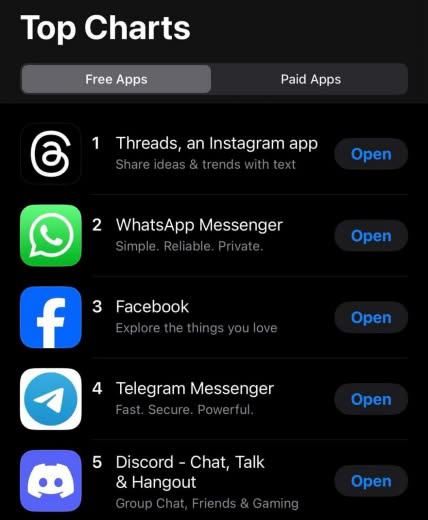 Top Charts
Free Apps
Paid Apps
1
Threads, an Instagram app
Share ideas & trends with text
Open
2
WhatsApp Messenger
Simple. Reliable. Private.
Open
3
Facebook
Explore the things you love
Open
4
Telegram Messenger
Fast. Secure. Powerful.
Open
5
Discord - Chat, Talk
& Hangout
Group Chat, Friends & Gaming
Open